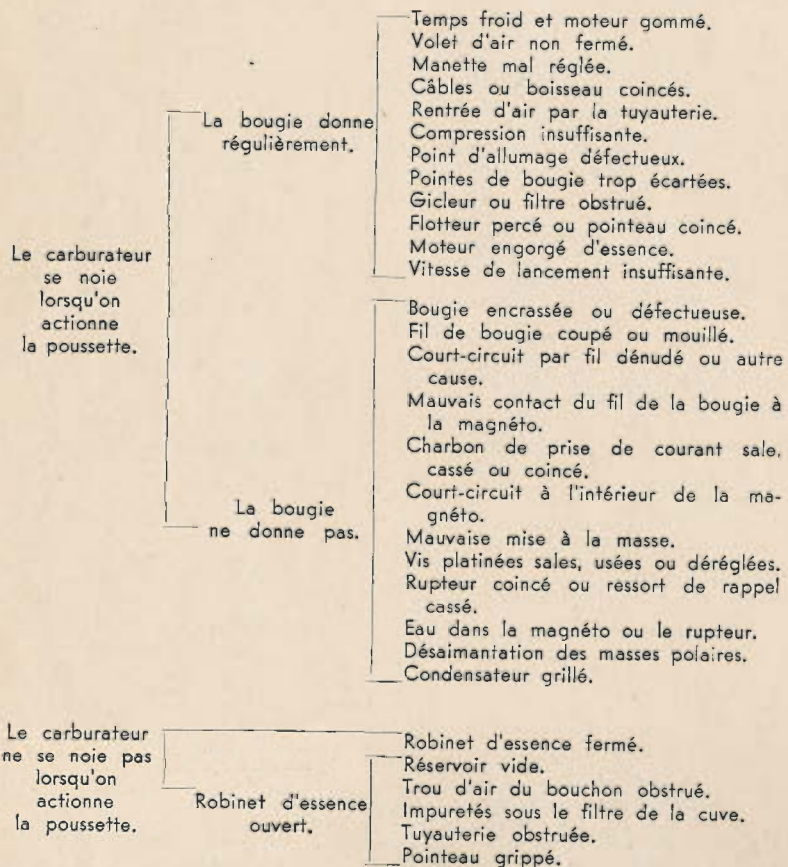 Le carburateur
se noie
lorsqu'on
actionne
la poussette.
La bougie donne
régulièrement.
Temps froid et moteur gommé.
Volet d'air non fermé.
Manette mal réglée.
Câbles ou boisseau coincés.
Rentrée d'air par la tuyauterie.
Compression insuffisante.
Point d'allumage défectueux.
Pointes de bougie trop écartées.
Gicleur ou filtre obstrué.
Flotteur percé ou pointeau coincé.
Moteur engorgé d'essence.
Vitesse de lancement insuffisante.
La bougie
ne donne pas.
Bougie encrassée ou défectueuse.
Fil de bougie coupé ou mouillé.
Court-circuit par fil dénudé ou autre
cause.
Mauvais contact du fil de la bougie à
la magnéto.
Charbon de prise de courant sale,
cassé ou coincé.
Court-circuit à l'intérieur de la ma-
gnéto.
Mauvaise mise à la masse.
Vis platinées sales, usées ou déréglées.
Rupteur coincé ou ressort de rappel
cassé.
Eau dans la magnéto ou le rupteur.
Désaimantation des masses polaires.
Condensateur grillé.
Le carburateur
ne se noie pas
lorsqu'on
actionne
la poussette.
Robinet d'essence fermé.
Robinet d'essence
ouvert.
Réservoir vide.
Trou d'air du bouchon obstrué.
Impuretés sous le filtre de la cuve.
Tuyauterie obstruée.
Pointeau grippé.